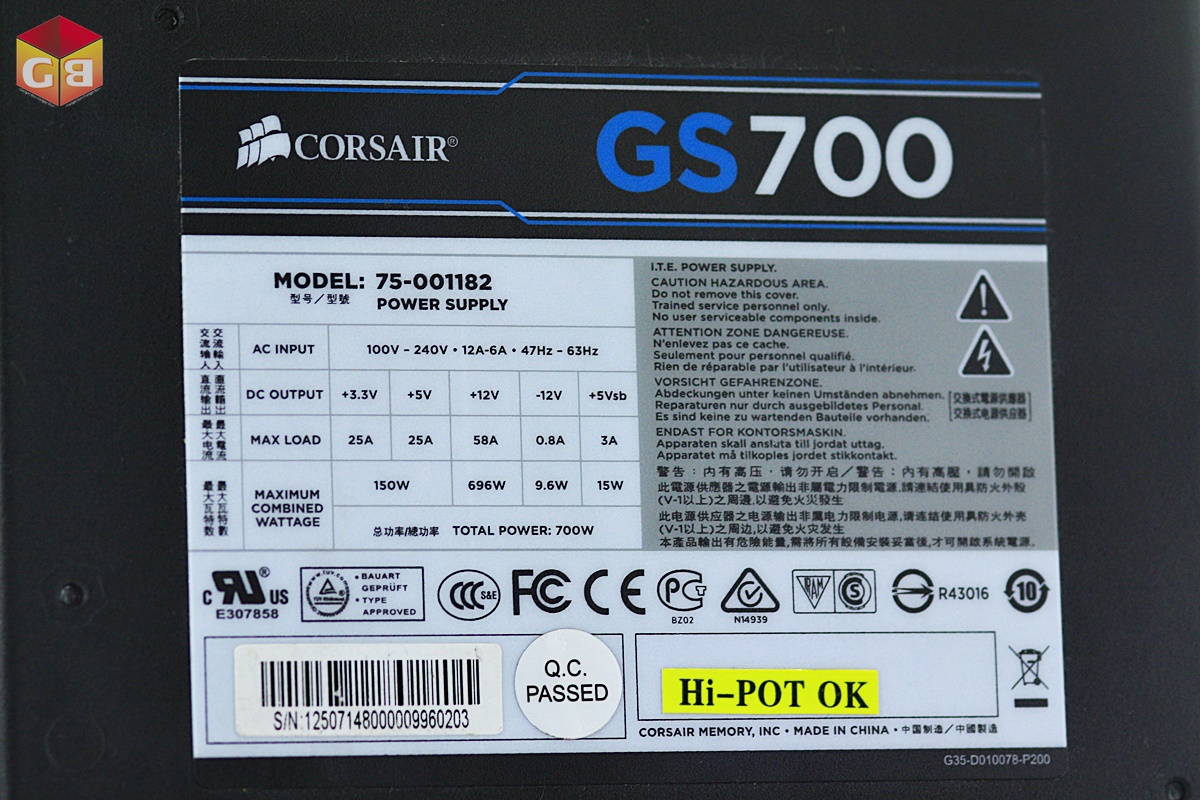 GB
CORSAIR®
GS700
MODEL: 75-001182
型号/型號 POWER SUPPLY
交流输入 交流輸入 AC INPUT 100V - 240V • 12A-6A • 47Hz - 63Hz
直流输出 直流輸出 DC OUTPUT +3.3V +5V +12V -12V +5Vsb
最大电流 最大電流 MAX LOAD 25A 25A 58A 0.8A 3A
最大瓦特数 最大瓦特數 MAXIMUM COMBINED WATTAGE 150W 696W 9.6W 15W
总功率/總功率 TOTAL POWER: 700W
I.T.E. POWER SUPPLY.
CAUTION HAZARDOUS AREA.
Do not remove this cover.
Trained service personnel only.
No user serviceable components inside.
ATTENTION ZONE DANGEREUSE.
N'enlevez pas ce cache.
Seulement pour personnel qualifié.
Rien de réparable par l'utilisateur à l'intérieur.
VORSICHT GEFAHRENZONE.
Abdeckungen unter keinen Umständen abnehmen.
Reparaturen nur durch ausgebildetes Personal.
Es sind keine zu wartenden Bauteile vorhanden.
交換式電源供應器
交换式电源供应器
ENDAST FOR KONTORSMASKIN.
Apparaten skall ansluta till jordat uttag.
Apparatet må tilkoples jordet stikkontakt.
警告:内有高压,请勿开启/警告:內有高壓,請勿開啟
此電源供應器之電源輸出非屬電力限制電源,請連結使用具防火外殼
(V-1以上)之周邊,以避免火災發生
此电源供应器之电源输出非属电力限制电源,请连结使用具防火外壳
(V-1以上)之周边,以避免火灾发生
本產品輸出有危險能量,需將所有設備安裝妥當後,才可開啟系統電源.
c RU® US
E307858
TÜV
• BAUART
GEPRÜFT
• TYPE
APPROVED
CCC S&E
FC CE
PC
BZ02
N14939
RAM
S
R43016
10
S/N:12507148000009960203
Q.C.
PASSED
Hi-POT OK
CORSAIR MEMORY, INC • MADE IN CHINA • 中国制造/中國製造
G35-D010078-P200